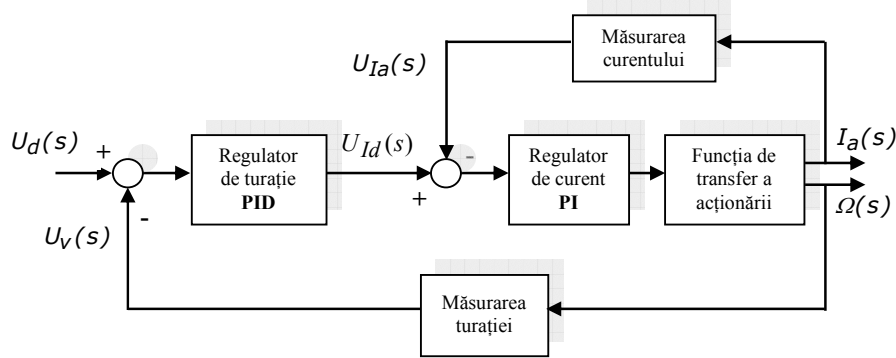 Măsurarea
curentului
U_Ia(s)
U_d(s)
+
Regulator
de turație
PID
U_Id(s)
-
+
Regulator
de curent
PI
Funcția de
transfer a
acționării
I_a(s)
Ω(s)
-
U_v(s)
Măsurarea
turației